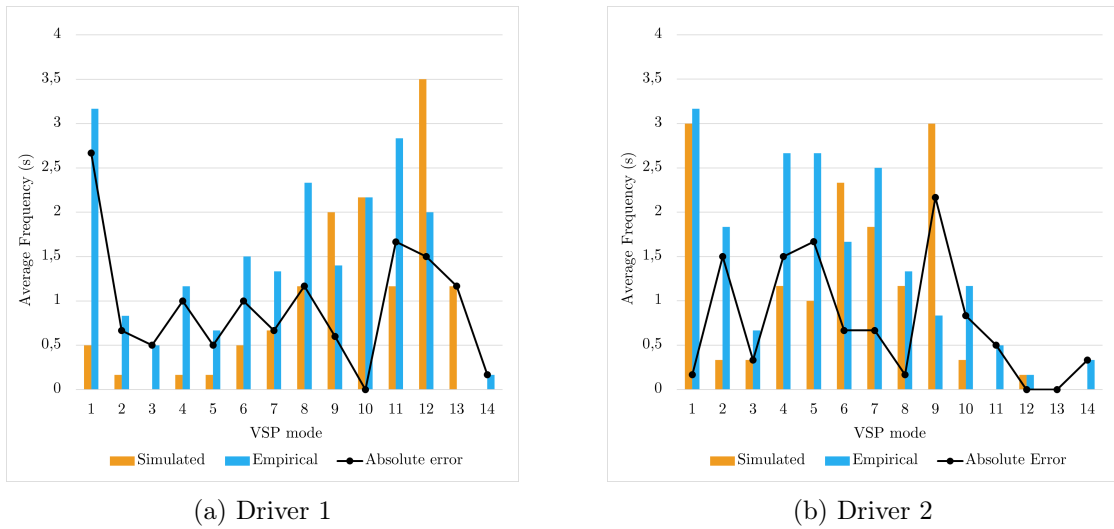 4
3,5
3
2,5
2
1,5
1
0,5
0
Average Frequency (s)
1 2 3 4 5 6 7 8 9 10 11 12 13 14
VSP mode
Simulated Empirical Absolute error
(a) Driver 1
4
3,5
3
2,5
2
1,5
1
0,5
0
Average Frequency (s)
1 2 3 4 5 6 7 8 9 10 11 12 13 14
VSP mode
Simulated Empirical Absolute Error
(b) Driver 2